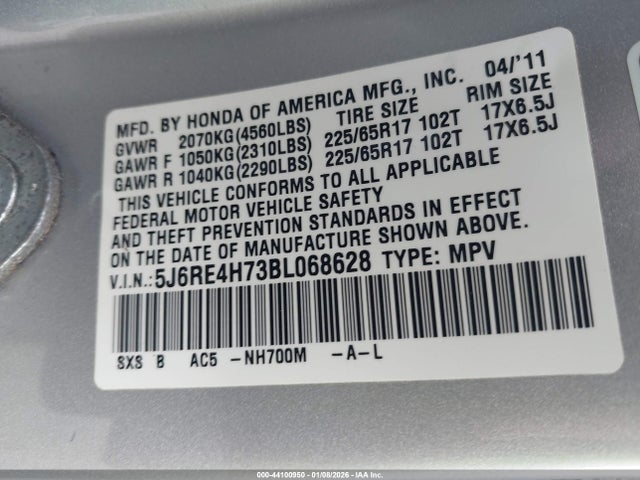 MFD. BY HONDA OF AMERICA MFG., INC. 04/'11
GVWR 2070KG(4560LBS) TIRE SIZE RIM SIZE
GAWR F 1050KG(2310LBS) 225/65R17 102T 17X6.5J
GAWR R 1040KG(2290LBS) 225/65R17 102T 17X6.5J
THIS VEHICLE CONFORMS TO ALL APPLICABLE
FEDERAL MOTOR VEHICLE SAFETY
AND THEFT PREVENTION STANDARDS IN EFFECT
ON THE DATE OF MANUFACTURE SHOWN ABOVE.
V.I.N.:5J6RE4H73BL068628 TYPE: MPV
SXS B AC5 -NH700M -A-L
000-44100950 - 01/08/2026 - IAA Inc.